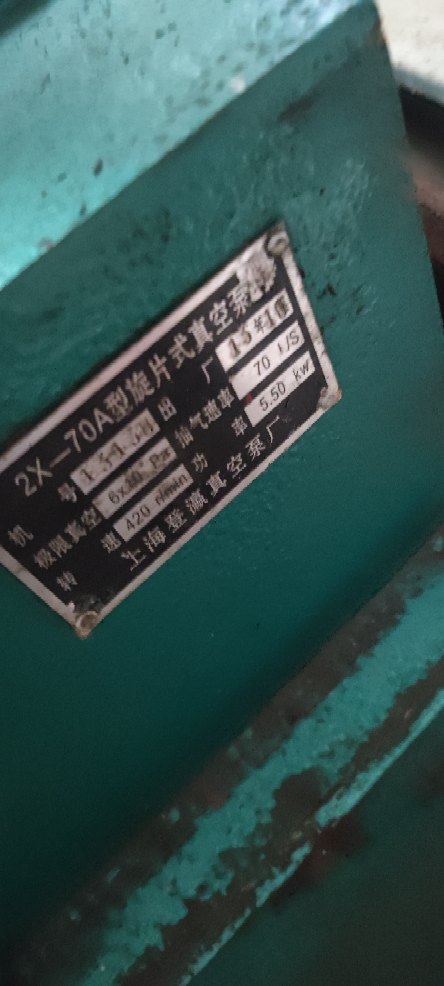 2X—70A型旋片式真空泵
机 号 出 厂
极限真空 Pa 抽气速率 70 L/S
转 速 420 r/min 功 率 5.50 kw
上海登瀛真空泵厂